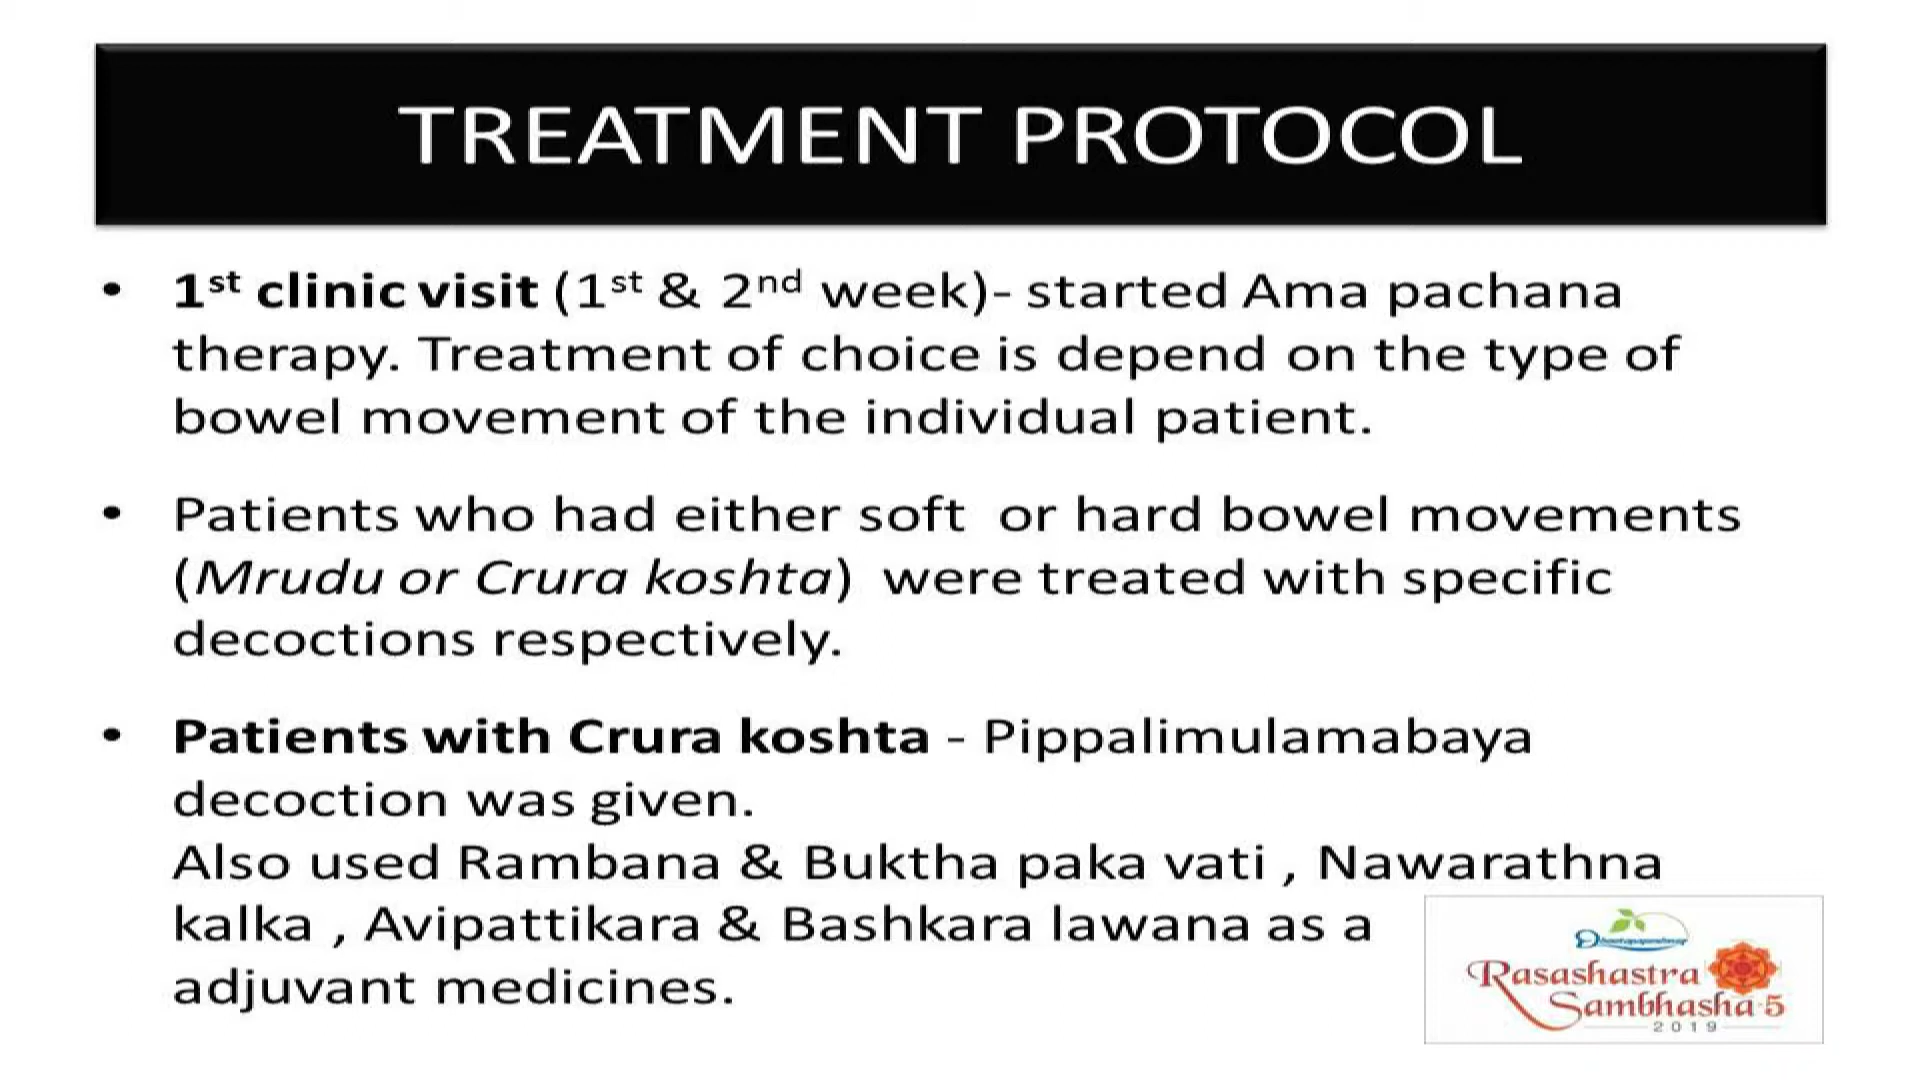 TREATMENT PROTOCOL
• 1st clinic visit (1st & 2nd week)- started Ama pachana
therapy. Treatment of choice is depend on the type of
bowel movement of the individual patient.
• Patients who had either soft or hard bowel movements
(Mrudu or Crura koshta) were treated with specific
decoctions respectively.
• Patients with Crura koshta - Pippalimulamabaya
decoction was given.
Also used Rambana & Buktha paka vati , Nawarathna
kalka , Avipattikara & Bashkara lawana as a
adjuvant medicines.
Rasashastra
Sambhasha-5
2019